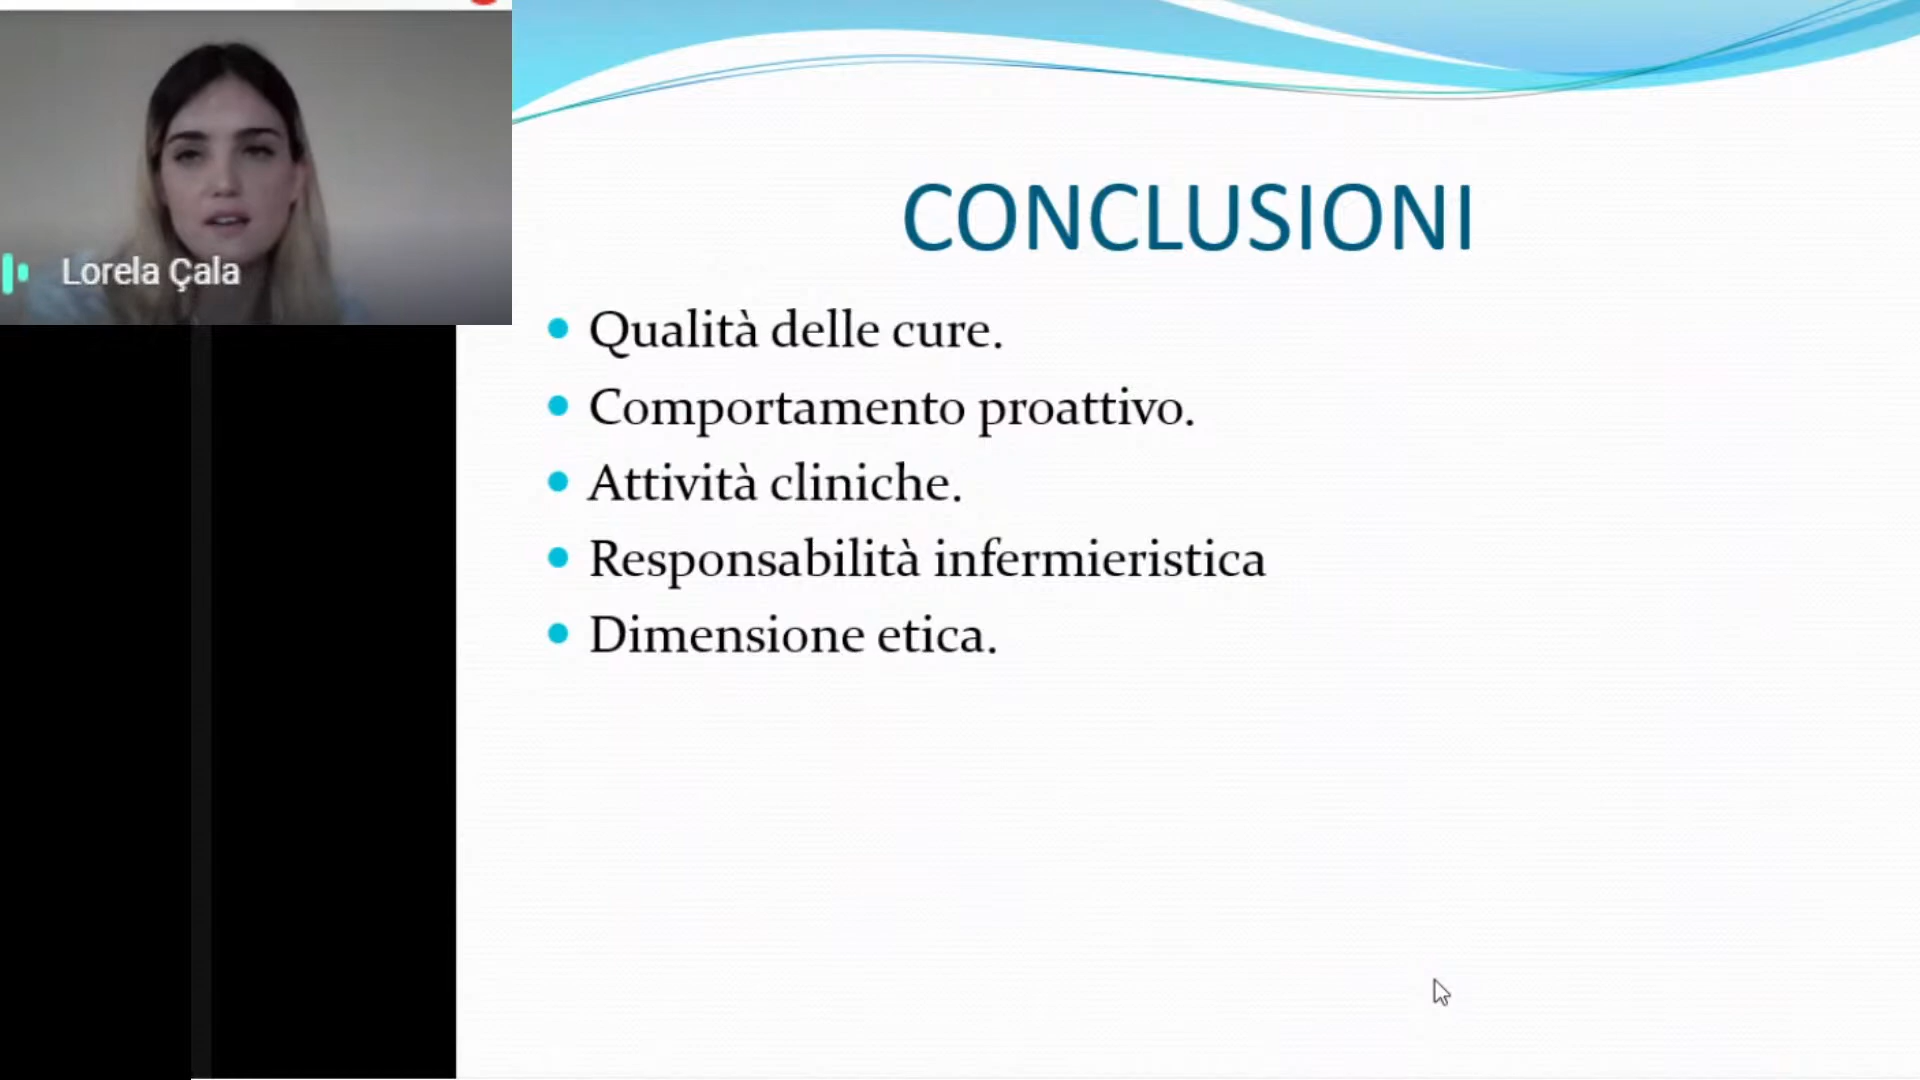 Lorela Çala
CONCLUSIONI
Qualità delle cure.
Comportamento proattivo.
Attività cliniche.
Responsabilità infermieristica
Dimensione etica.